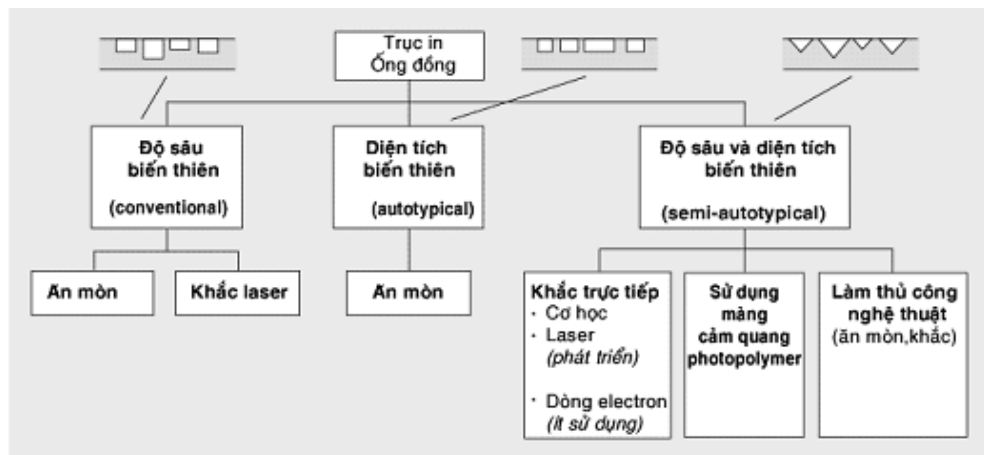 Trục in
Ống đồng
Độ sâu
biến thiên
(conventional)
Diện tích
biến thiên
(autotypical)
Độ sâu và diện tích
biến thiên
(semi-autotypical)
Ăn mòn
Khắc laser
Ăn mòn
Khắc trực tiếp
· Cơ học
· Laser
(phát triển)
· Dòng electron
(ít sử dụng)
Sử dụng
màng
cảm quang
photopolymer
Làm thủ công
nghệ thuật
(ăn mòn,khắc)